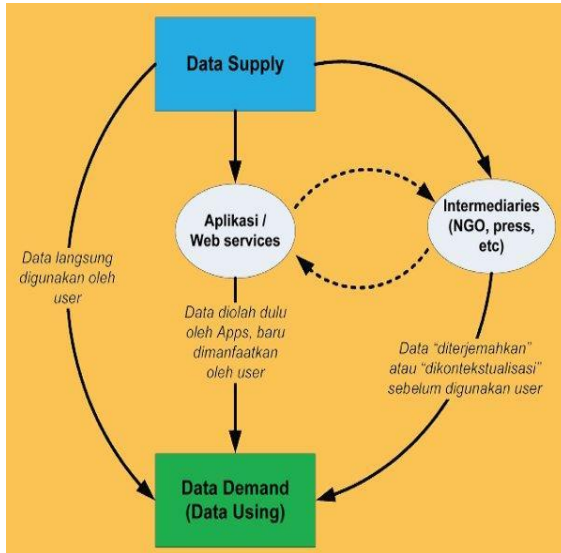 Data Supply
Aplikasi /
Web services
Intermediaries
(NGO, press,
etc)
Data langsung
digunakan oleh
user
Data diolah dulu
oleh Apps, baru
dimanfaatkan
oleh user
Data “diterjemahkan”
atau “dikontekstualisasi”
sebelum digunakan user
Data Demand
(Data Using)